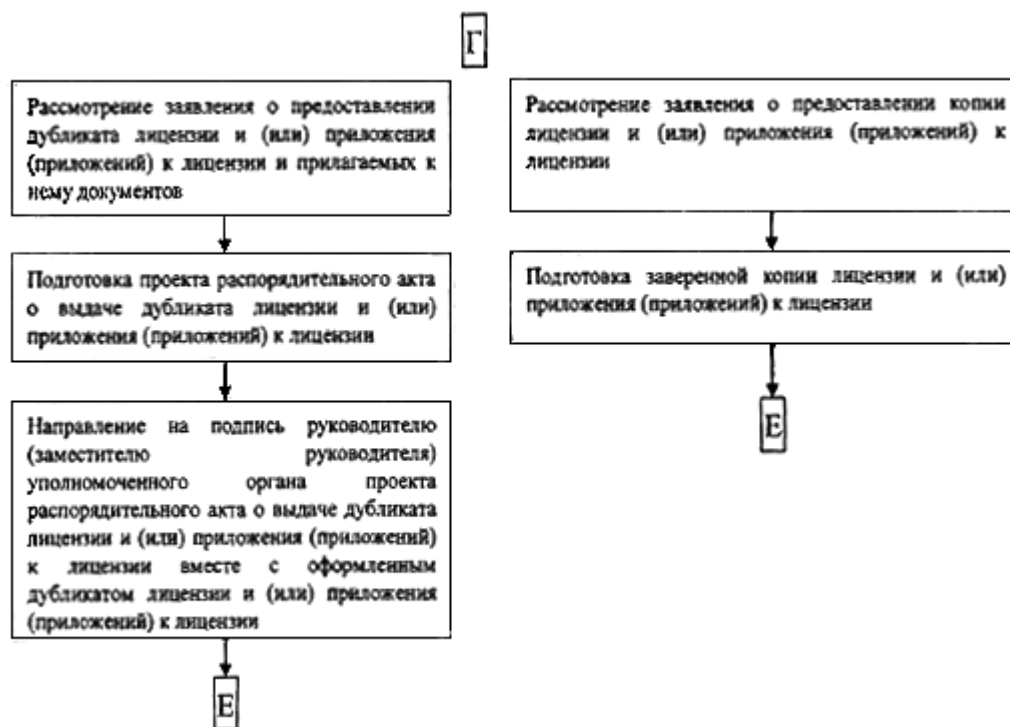 Г
Рассмотрение заявления о предоставлении
дубликата лицензии и (или) приложения
(приложений) к лицензии и прилагаемых к
нему документов
Подготовка проекта распорядительного акта
о выдаче дубликата лицензии и (или)
приложения (приложений) к лицензии
Направление на подпись руководителю
(заместителю руководителя)
уполномоченного органа проекта
распорядительного акта о выдаче дубликата
лицензии и (или) приложения (приложений)
к лицензии вместе с оформленным
дубликатом лицензии и (или) приложения
(приложений) к лицензии
Е
Рассмотрение заявления о предоставлении копии
лицензии и (или) приложения (приложений) к
лицензии
Подготовка заверенной копии лицензии и (или)
приложения (приложений) к лицензии
Е